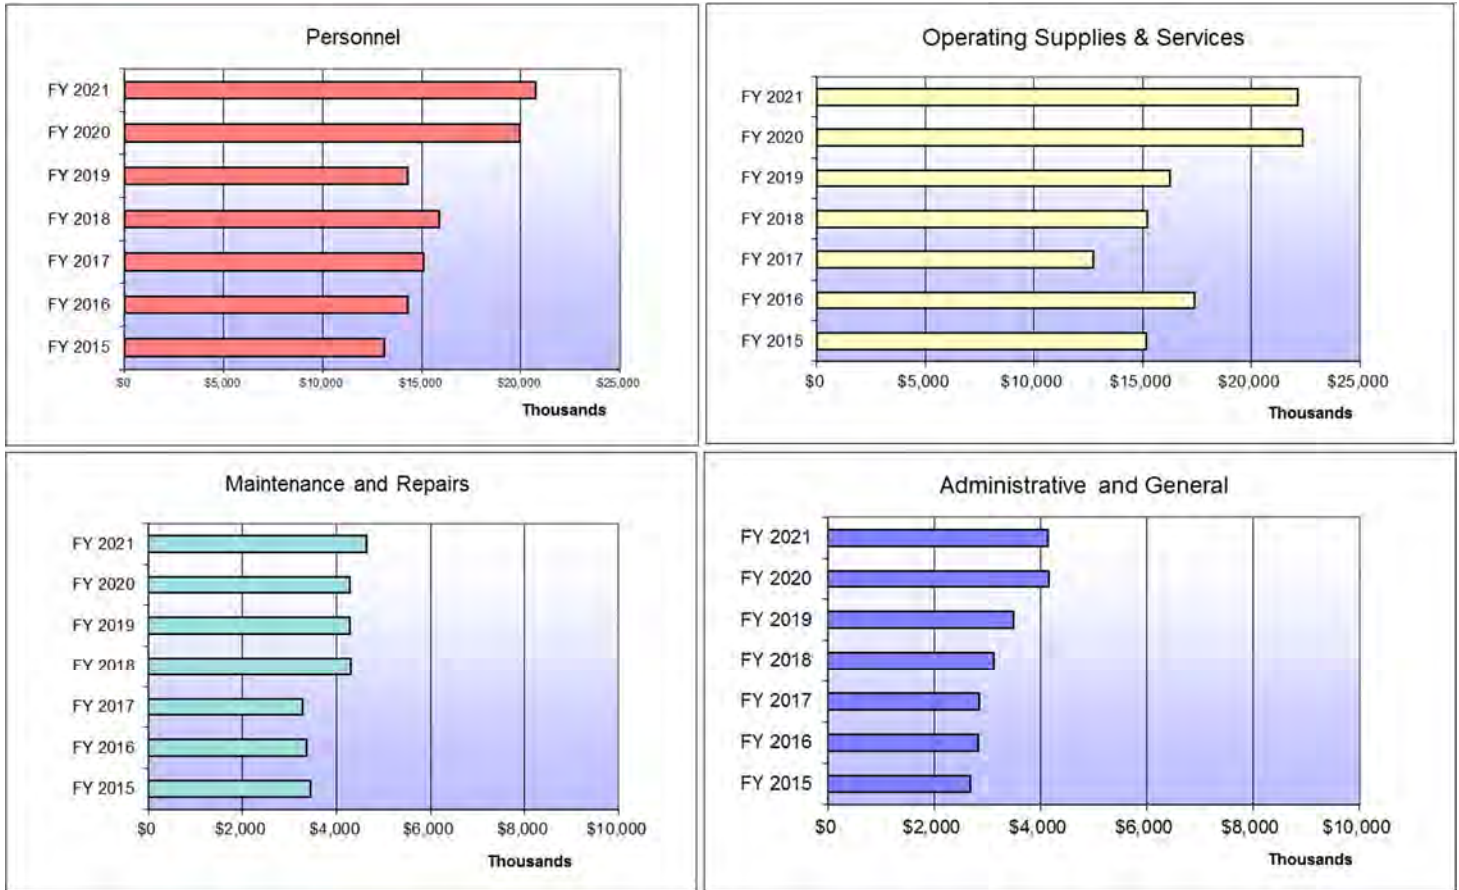 Personnel
FY 2021
FY 2020
FY 2019
FY 2018
FY 2017
FY 2016
FY 2015
$0 $5,000 $10,000 $15,000 $20,000 $25,000
Thousands
Operating Supplies & Services
FY 2021
FY 2020
FY 2019
FY 2018
FY 2017
FY 2016
FY 2015
$0 $5,000 $10,000 $15,000 $20,000 $25,000
Thousands
Maintenance and Repairs
FY 2021
FY 2020
FY 2019
FY 2018
FY 2017
FY 2016
FY 2015
$0 $2,000 $4,000 $6,000 $8,000 $10,000
Thousands
Administrative and General
FY 2021
FY 2020
FY 2019
FY 2018
FY 2017
FY 2016
FY 2015
$0 $2,000 $4,000 $6,000 $8,000 $10,000
Thousands